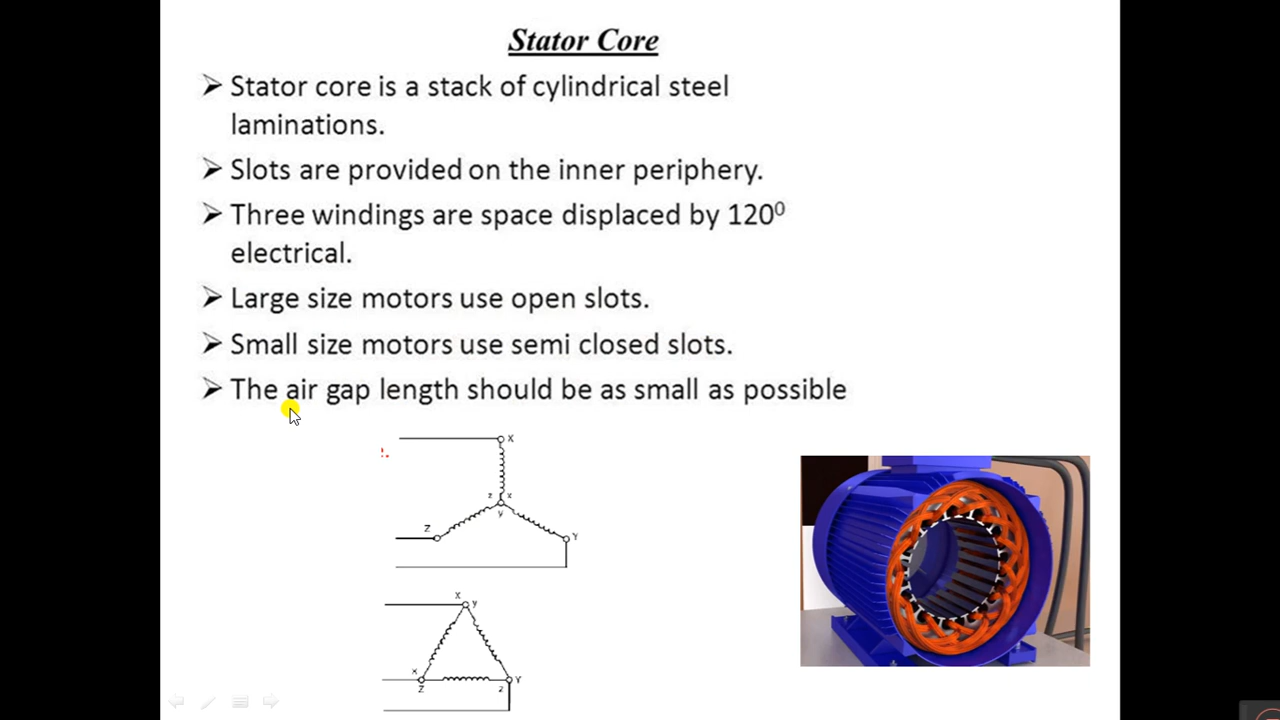 Stator Core
➢ Stator core is a stack of cylindrical steel
laminations.
➢ Slots are provided on the inner periphery.
➢ Three windings are space displaced by 120⁰
electrical.
➢ Large size motors use open slots.
➢ Small size motors use semi closed slots.
➢ The air gap length should be as small as possible
X
z x
y
Z
Y
X y
x
Z
z Y